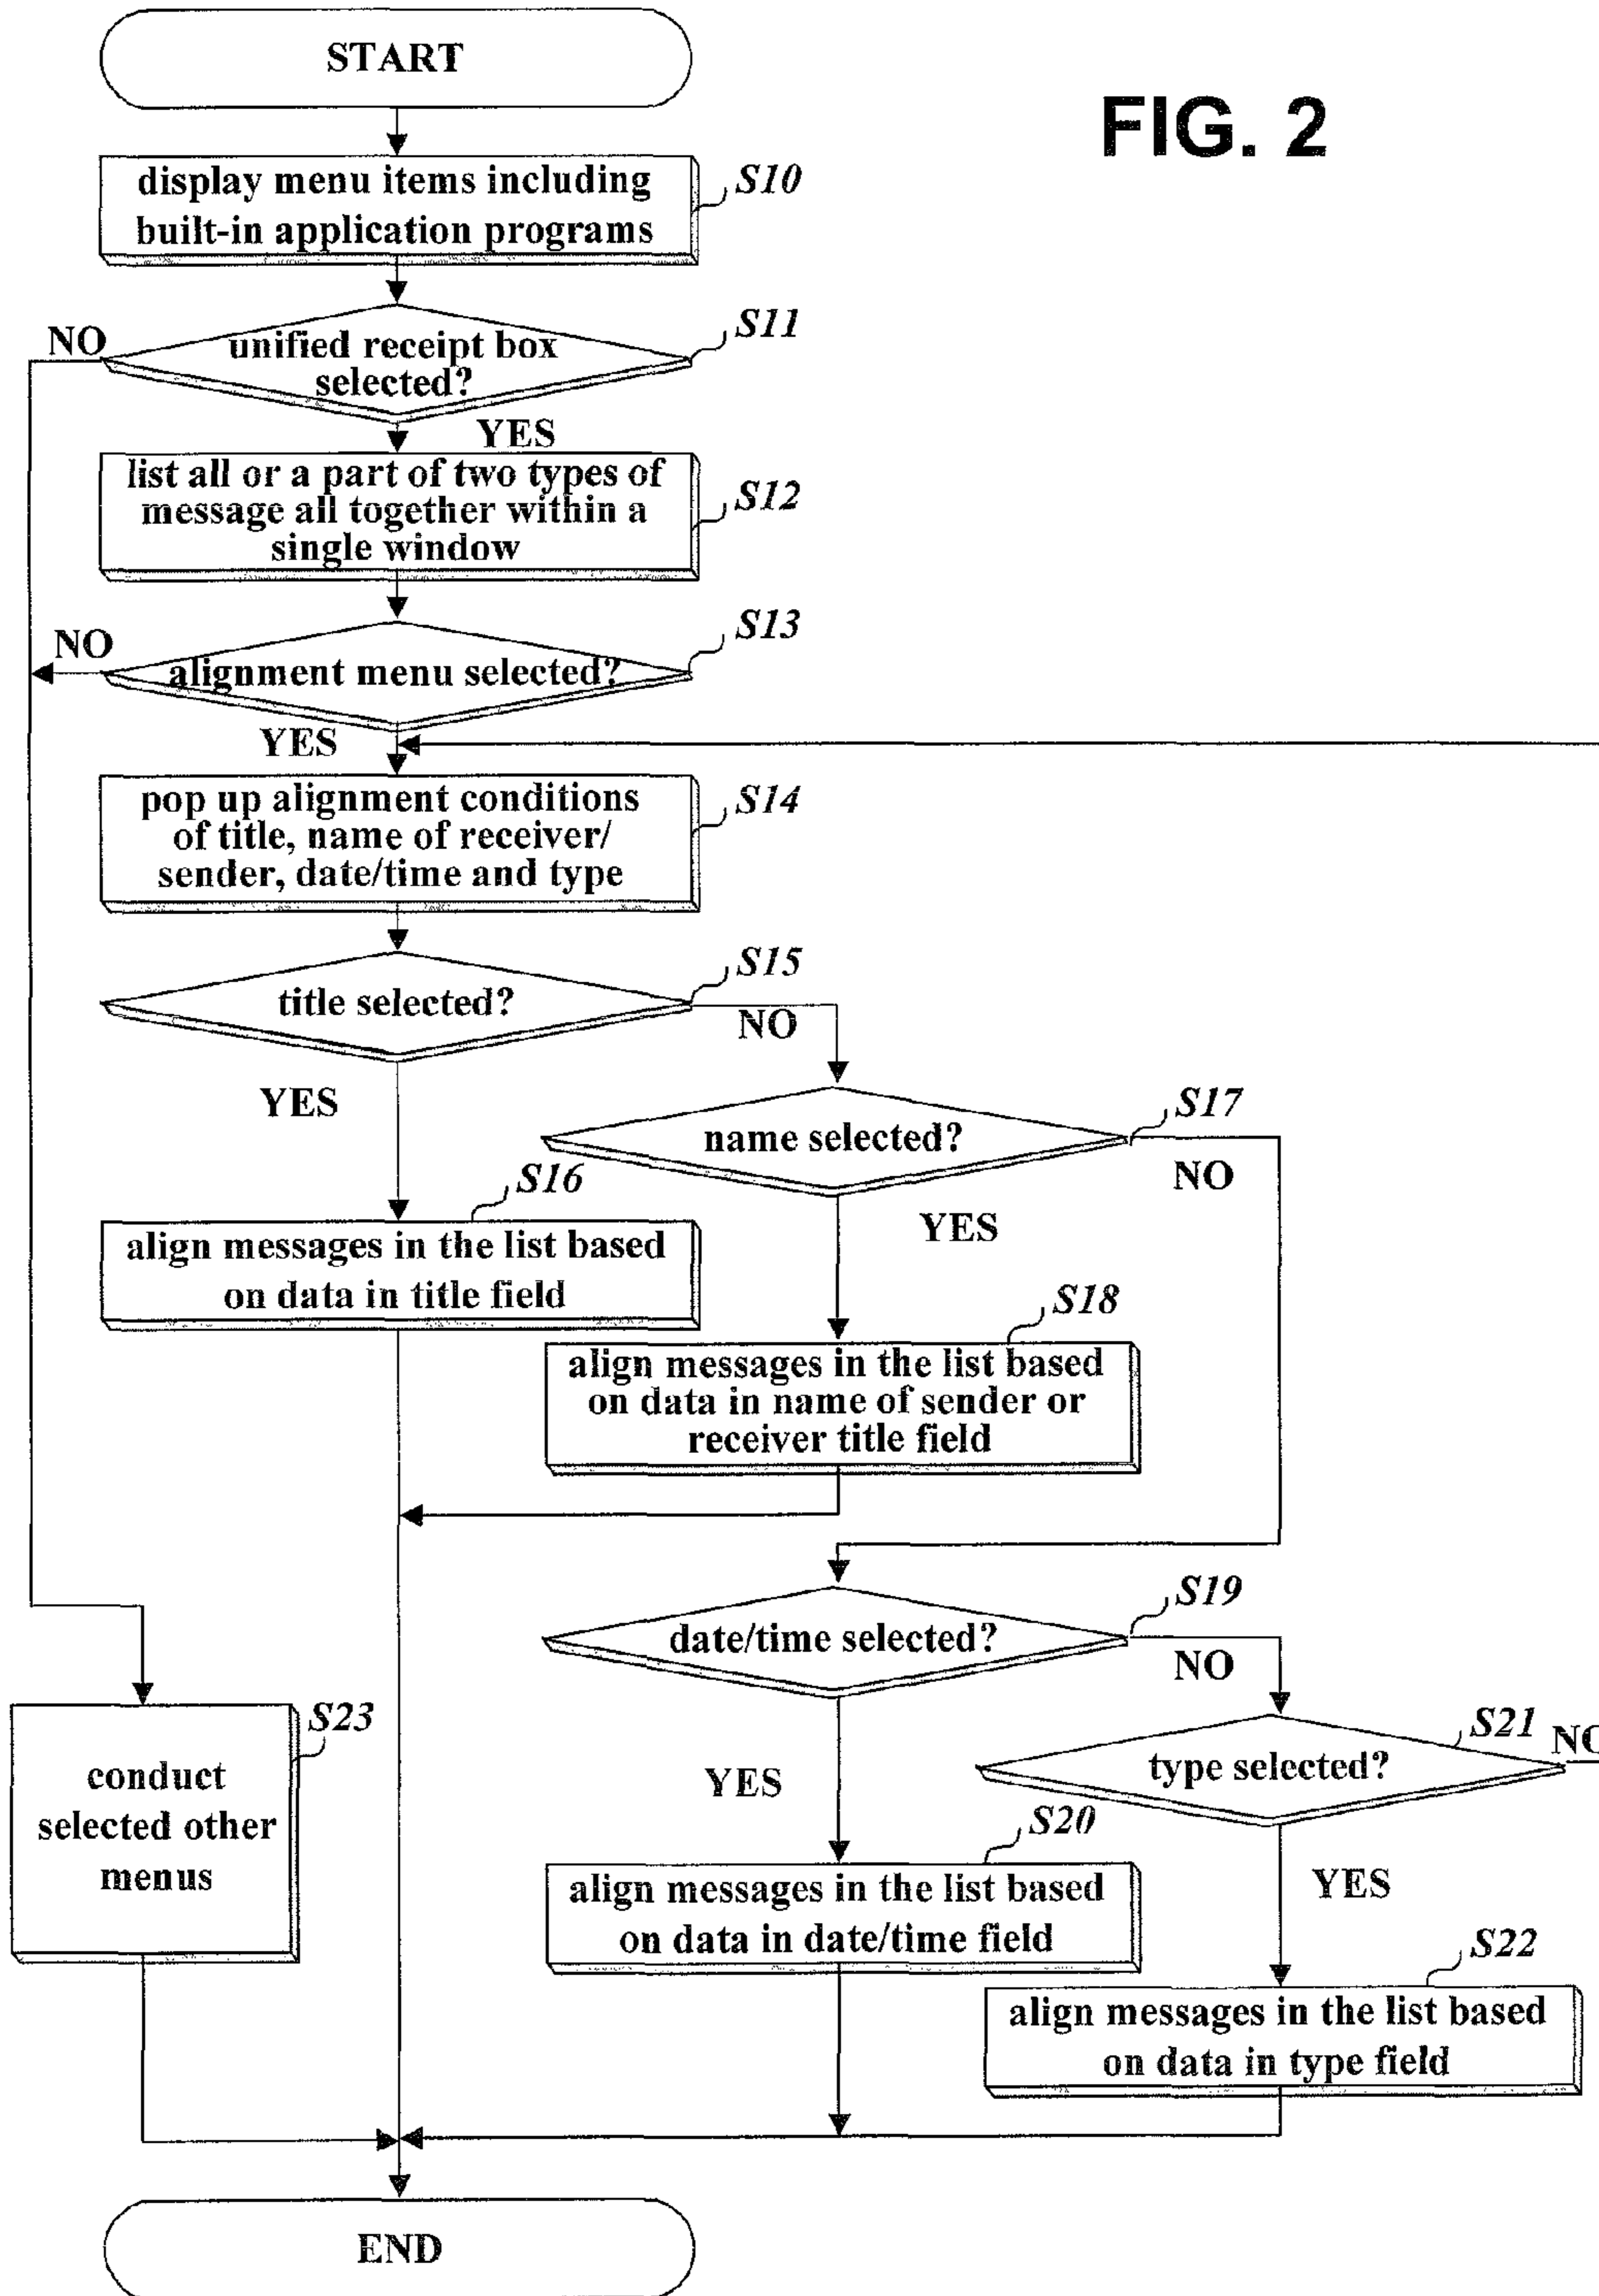 START
FIG. 2
display menu items including
built-in application programs
S10
NO
unified receipt box
selected?
S11
YES
list all or a part of two types of
message all together within a
single window
S12
NO
alignment menu selected?
S13
YES
pop up alignment conditions
of title, name of receiver/
sender, date/time and type
S14
title selected?
S15
NO
YES
name selected?
S17
NO
S16
YES
align messages in the list based
on data in title field
S18
align messages in the list based
on data in name of sender or
receiver title field
date/time selected?
S19
NO
S23
conduct
selected other
menus
YES
type selected?
S21
NO
S20
align messages in the list based
on data in date/time field
YES
S22
align messages in the list based
on data in type field
END